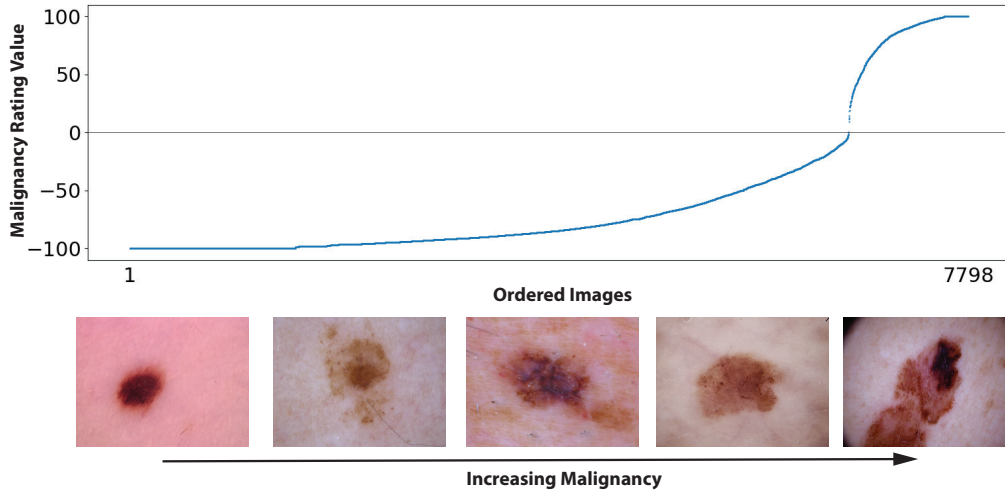 Malignancy Rating Value
100
50
0
−50
−100
1
7798
Ordered Images
Increasing Malignancy